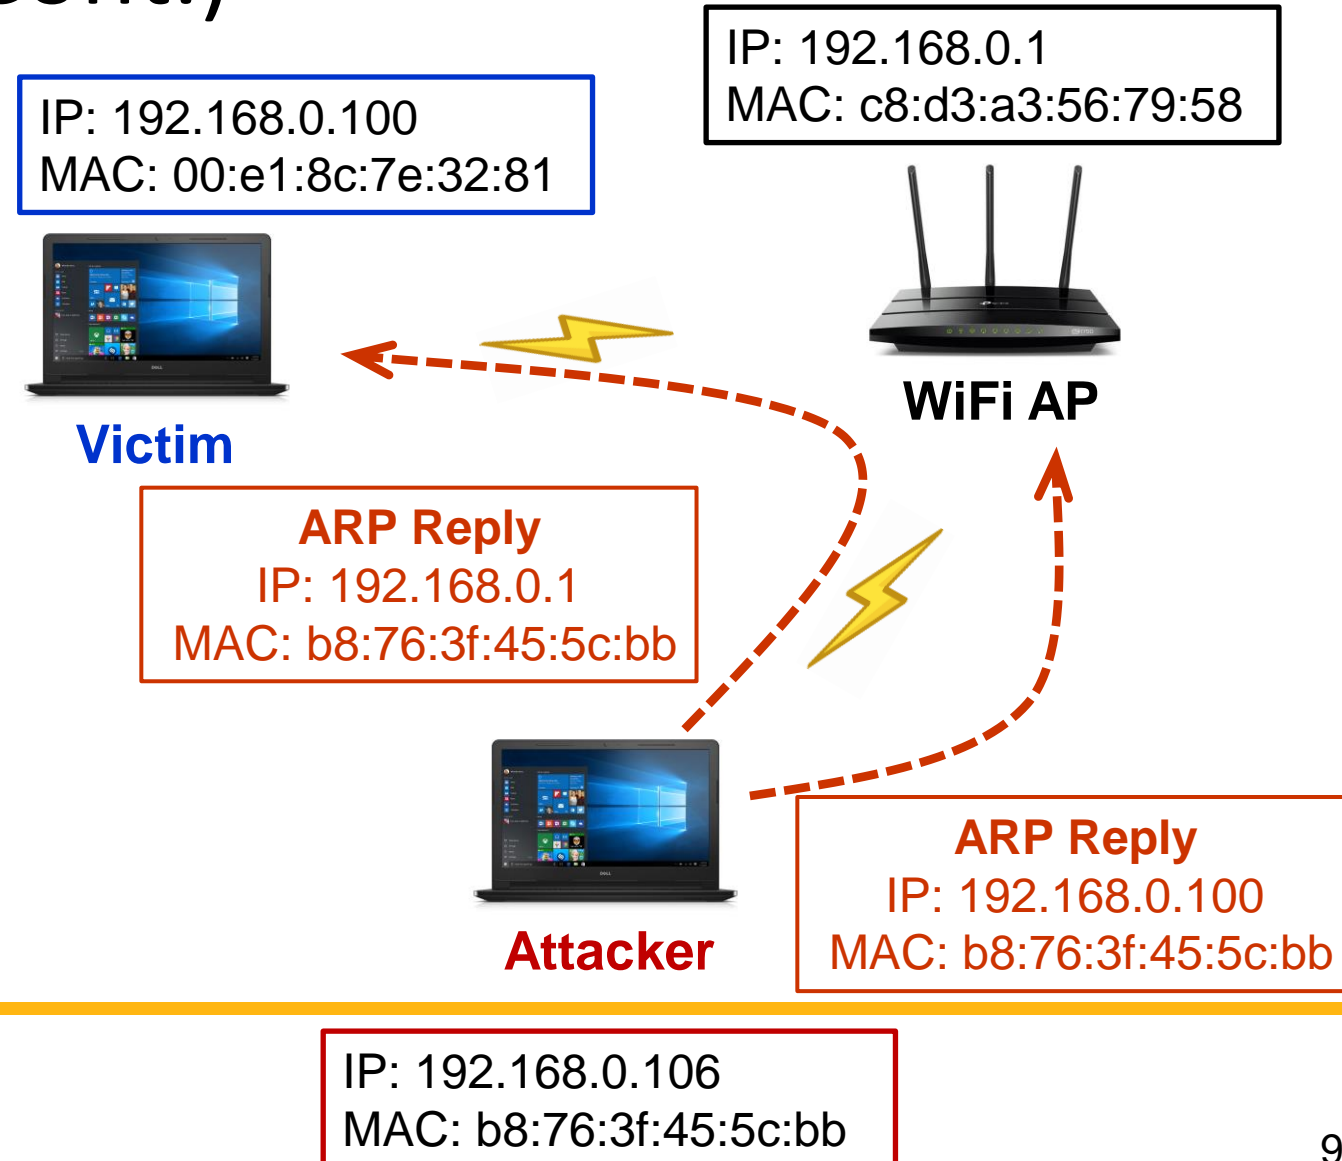 IP: 192.168.0.1
MAC: c8:d3:a3:56:79:58
IP: 192.168.0.100
MAC: 00:e1:8c:7e:32:81
WiFi AP
Victim
ARP Reply
IP: 192.168.0.1
MAC: b8:76:3f:45:5c:bb
ARP Reply
IP: 192.168.0.100
MAC: b8:76:3f:45:5c:bb
Attacker
IP: 192.168.0.106
MAC: b8:76:3f:45:5c:bb
9